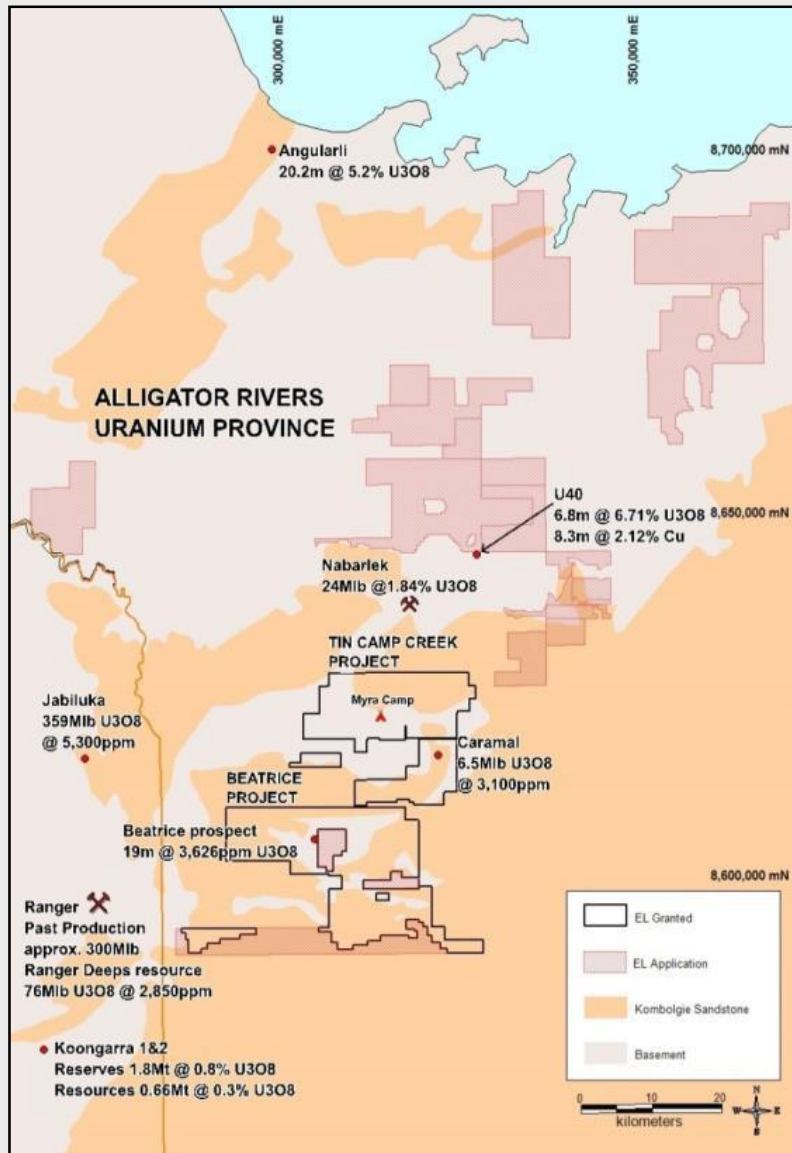 300,000 mE
350,000 mE
8,700,000 mN
Angularli
20.2m @ 5.2% U3O8
ALLIGATOR RIVERS
URANIUM PROVINCE
U40
6.8m @ 6.71% U3O8
8.3m @ 2.12% Cu
8,650,000 mN
Nabarlek
24Mlb @1.84% U3O8
TIN CAMP CREEK
PROJECT
Myra Camp
Jabiluka
359Mlb U3O8
@ 5,300ppm
Caramal
6.5Mlb U3O8
@ 3,100ppm
BEATRICE
PROJECT
Beatrice prospect
19m @ 3,626ppm U3O8
8,600,000 mN
Ranger
Past Production
approx. 300Mlb
Ranger Deeps resource
76Mlb U3O8 @ 2,850ppm
Koongarra 1&2
Reserves 1.8Mt @ 0.8% U3O8
Resources 0.66Mt @ 0.3% U3O8
EL Granted
EL Application
Kombolgie Sandstone
Basement
0 10 20
kilometers
N
W E
S